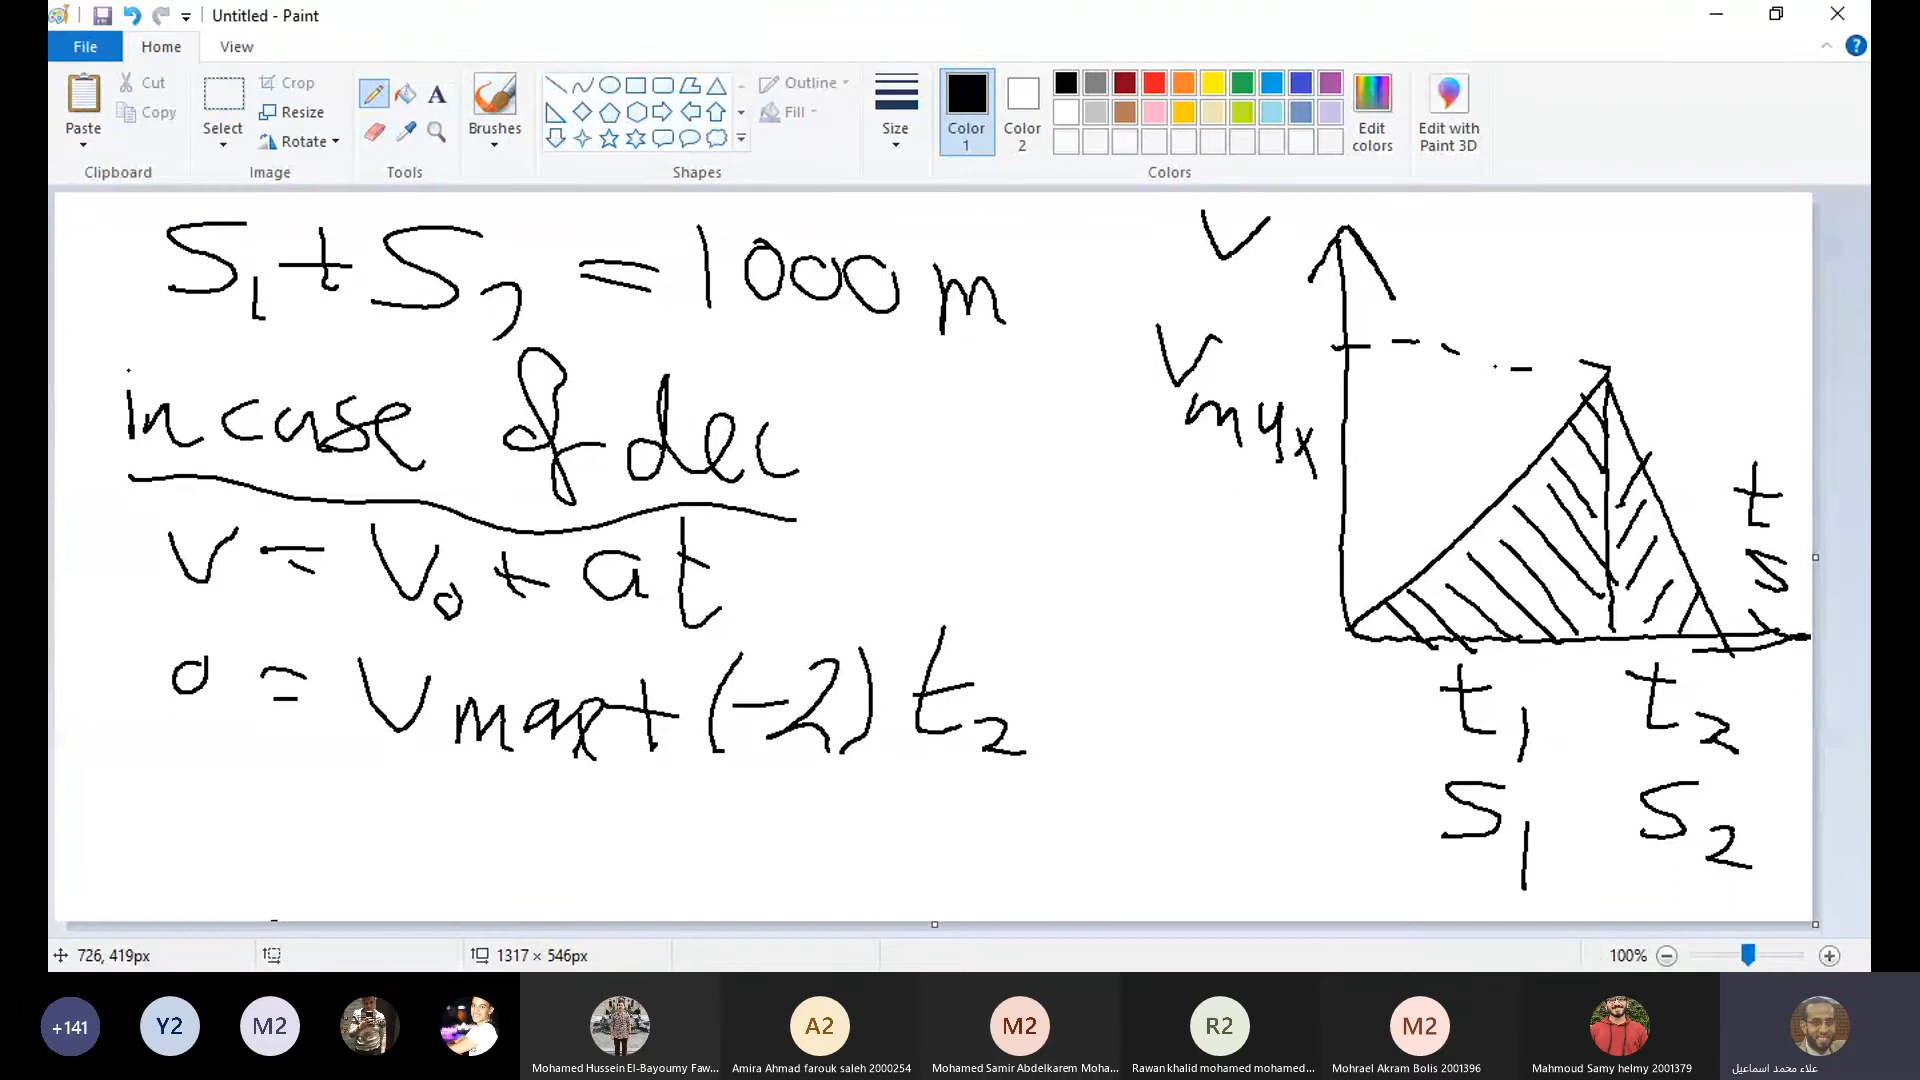 Untitled - Paint
File Home View
Paste
Cut
Copy
Clipboard
Select
Crop
Resize
Rotate
Image
A
Tools
Brushes
Shapes
Outline
Fill
Size
Color 1
Color 2
Edit colors
Edit with Paint 3D
Colors
S1 + S2 = 1000 m
in case of dec
v = v0 + at
0 = Vmax + (-2) t2
V
Vmax
t
s
t1 t2
S1 S2
726, 419px
1317 × 546px
100%
+141
Y2
M2
Mohamed Hussein El-Bayoumy Faw...
A2
Amira Ahmad farouk saleh 2000254
M2
Mohamed Samir Abdelkarem Moha...
R2
Rawan khalid mohamed mohamed...
M2
Mohrael Akram Bolis 2001396
Mahmoud Samy helmy 2001379
علاء محمد اسماعيل